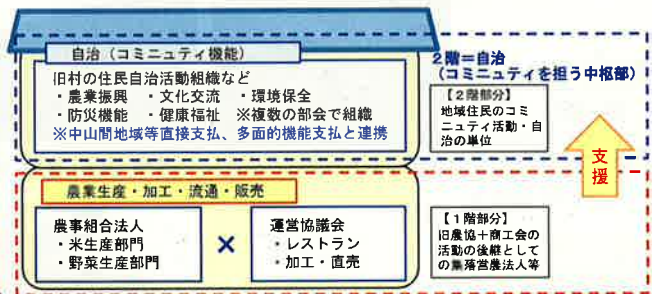 自治（コミニュティ機能）
旧村の住民自治活動組織など
・農業振興　・文化交流　・環境保全
・防災機能　・健康福祉　※複数の部会で組織
※中山間地域等直接支払、多面的機能支払と連携
２階＝自治
（コミュニティを担う中枢部）
【２階部分】
地域住民のコミ
ュニティ活動・自
治の単位
支援
農業生産・加工・流通・販売
農事組合法人
・米生産部門
・野菜生産部門
×
運営協議会
・レストラン
・加工・直売
【１階部分】
旧農協＋商工会の
活動の後継として
の集落営農法人等